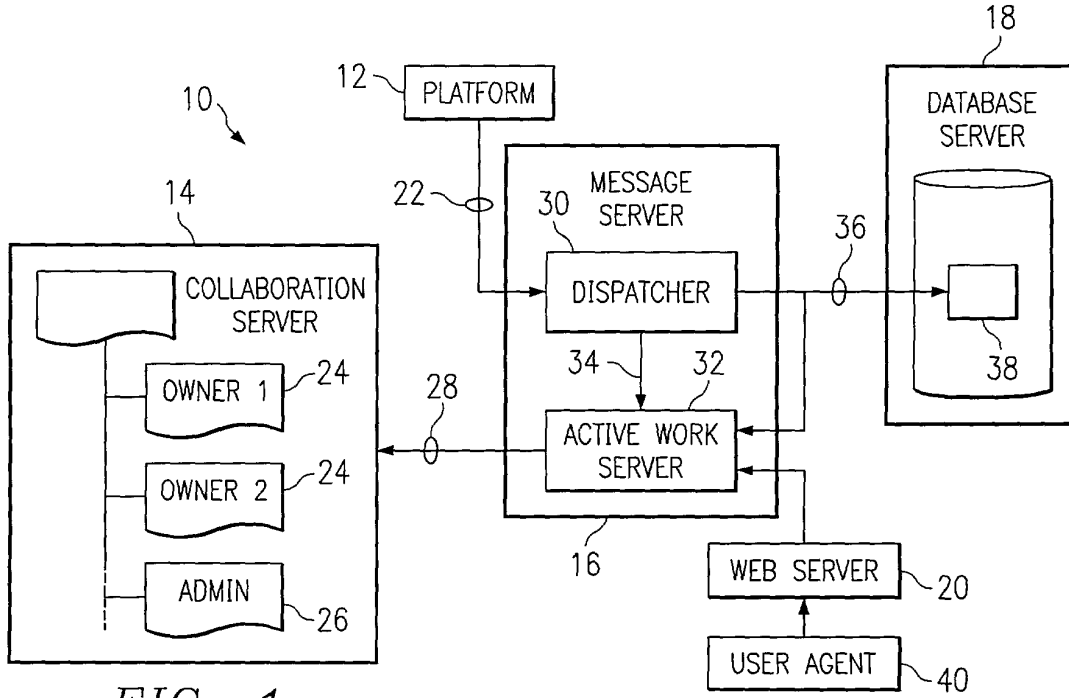 18
12
PLATFORM
10
DATABASE
SERVER
22
MESSAGE
SERVER
14
30
36
DISPATCHER
COLLABORATION
SERVER
38
34
32
OWNER 1
24
28
ACTIVE WORK
SERVER
OWNER 2
24
16
WEB SERVER
20
ADMIN
26
USER AGENT
40
FIG. 1